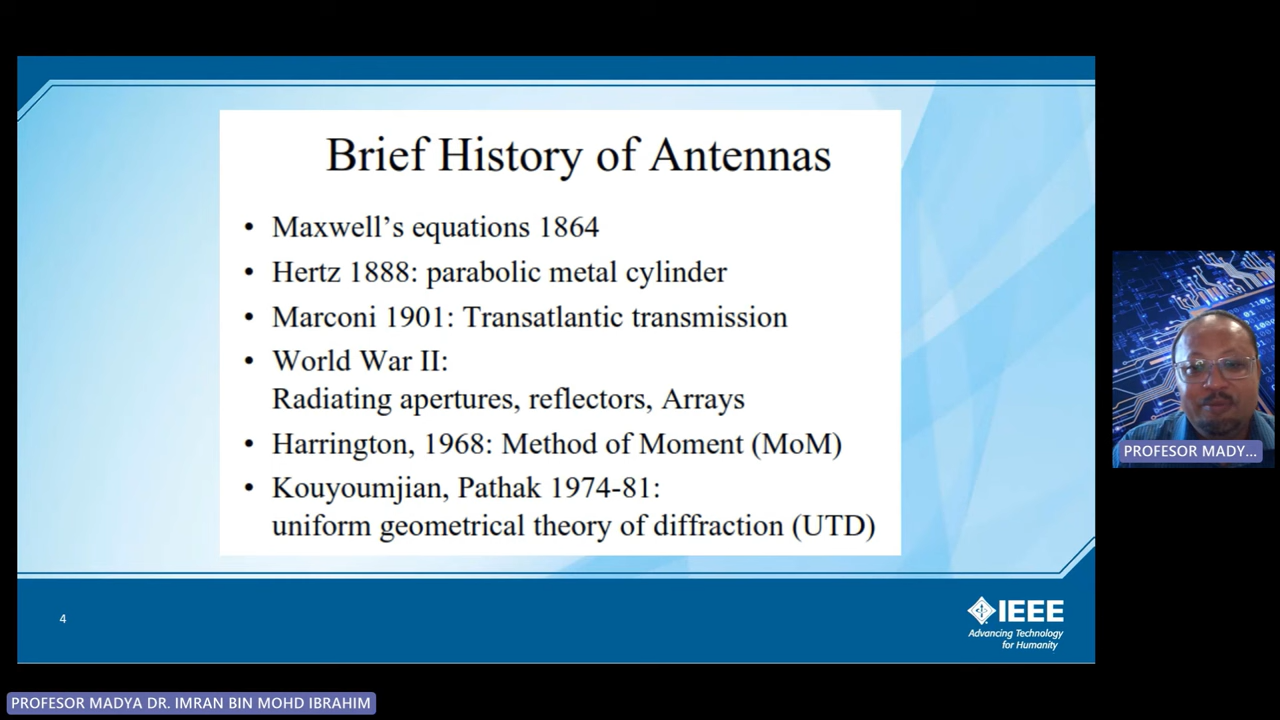 Brief History of Antennas
• Maxwell’s equations 1864
• Hertz 1888: parabolic metal cylinder
• Marconi 1901: Transatlantic transmission
• World War II:
Radiating apertures, reflectors, Arrays
• Harrington, 1968: Method of Moment (MoM)
• Kouyoumjian, Pathak 1974-81:
uniform geometrical theory of diffraction (UTD)
4
IEEE
Advancing Technology
for Humanity
PROFESOR MADY...
PROFESOR MADYA DR. IMRAN BIN MOHD IBRAHIM